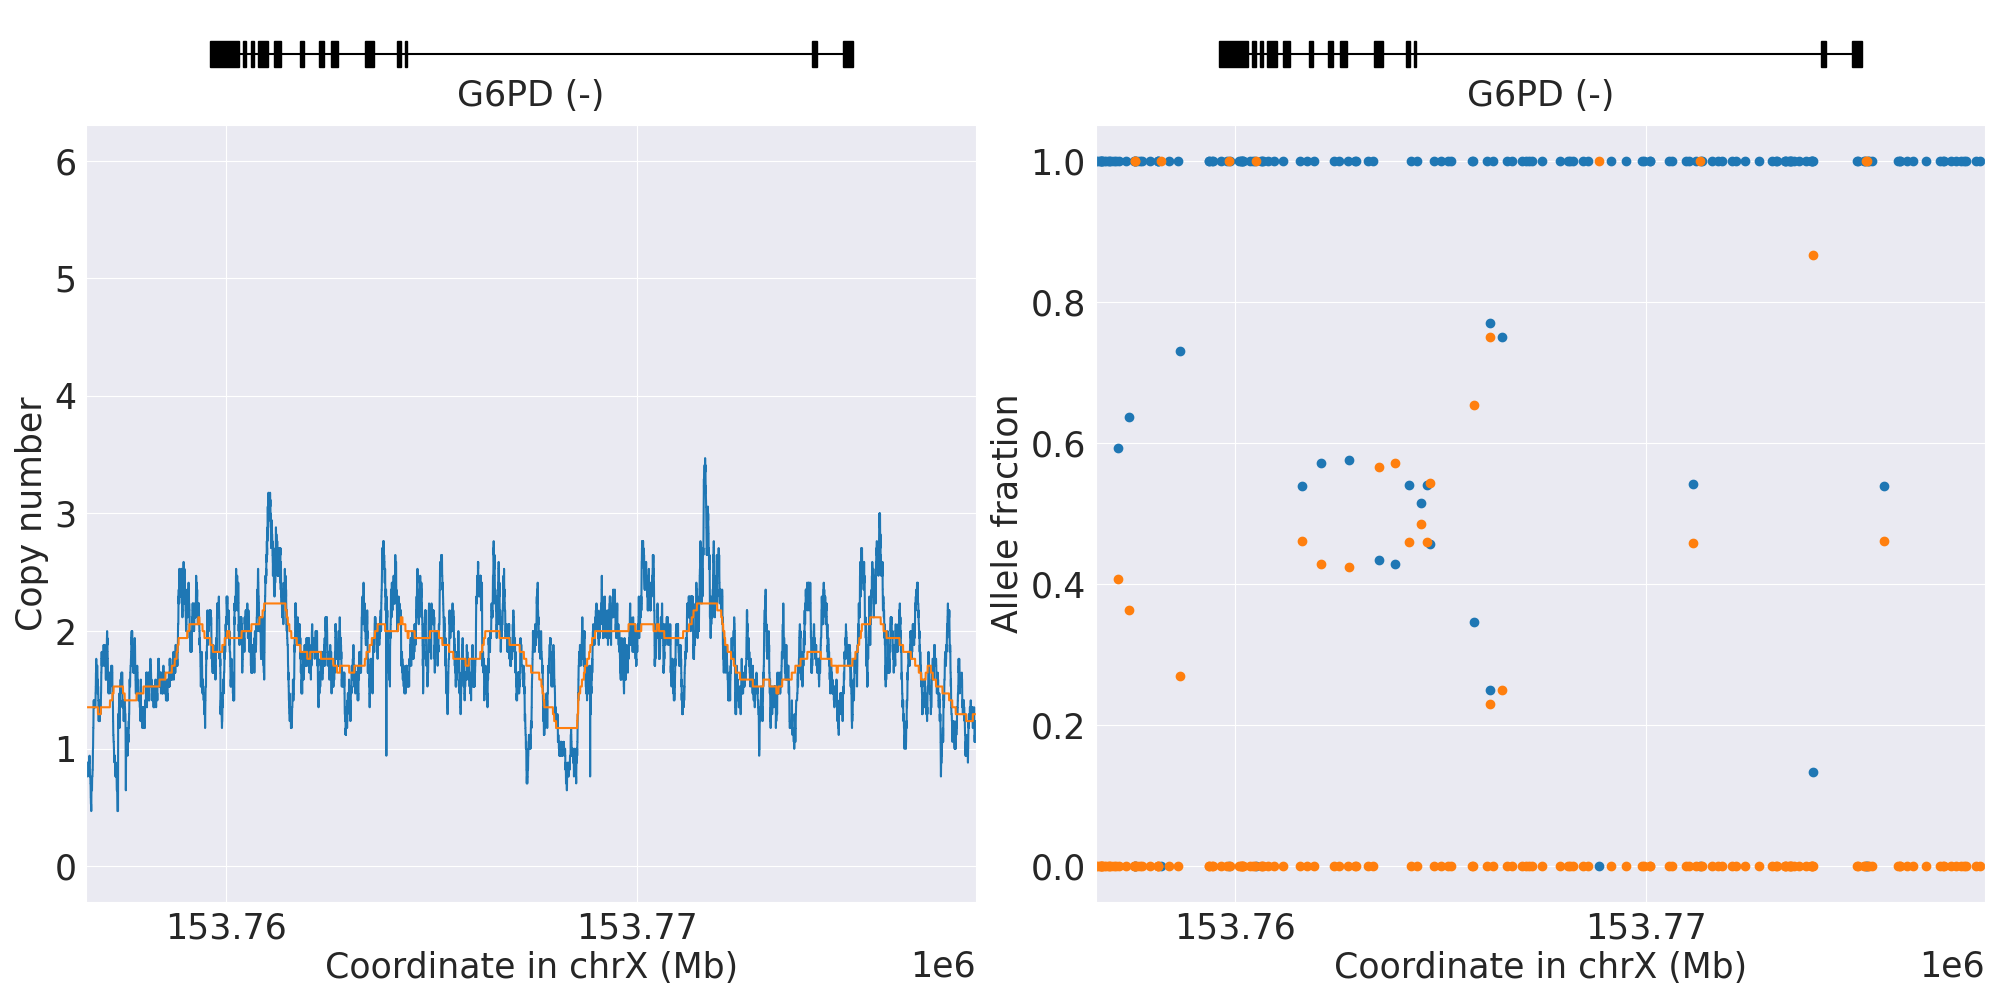 G6PD (-)
6
5
4
3
2
1
0
Copy number
153.76
153.77
Coordinate in chrX (Mb)
1e6
G6PD (-)
1.0
0.8
0.6
0.4
0.2
0.0
Allele fraction
153.76
153.77
Coordinate in chrX (Mb)
1e6